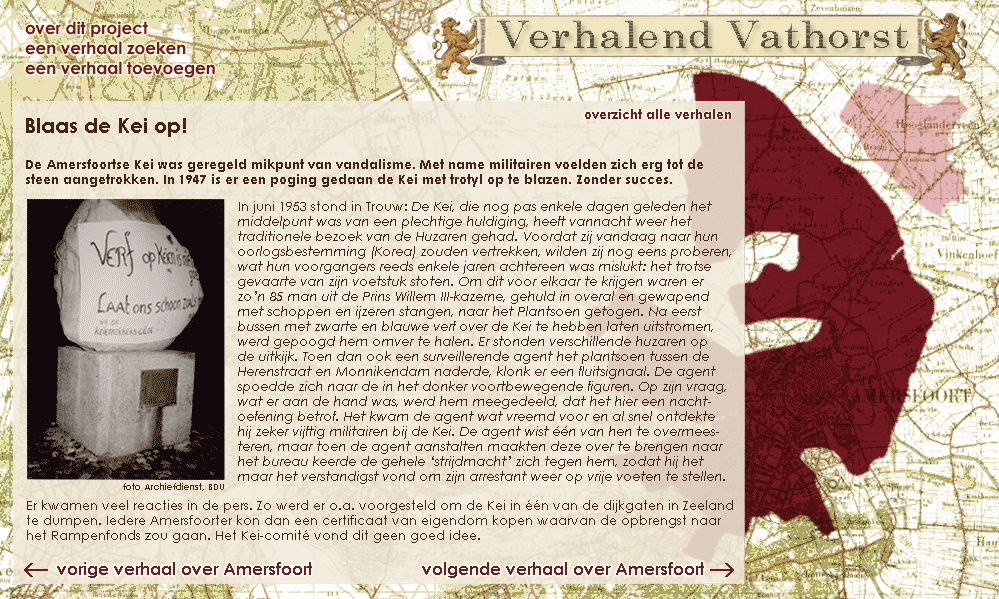 over dit project
een verhaal zoeken
een verhaal toevoegen
Verhalend Vathorst
overzicht alle verhalen
Blaas de Kei op!
De Amersfoortse Kei was geregeld mikpunt van vandalisme. Met name militairen voelden zich erg tot de
steen aangetrokken. In 1947 is er een poging gedaan de Kei met trotyl op te blazen. Zonder succes.
VERF op KEIEN is
LAAT ons schoon
foto Archiefdienst, BDU
In juni 1953 stond in Trouw: De Kei, die nog pas enkele dagen geleden het
middelpunt was van een plechtige huldiging, heeft vannacht weer het
traditionele bezoek van de Huzaren gehad. Voordat zij vandaag naar hun
oorlogsbestemming (Korea) zouden vertrekken, wilden zij nog eens proberen,
wat hun voorgangers reeds enkele jaren achtereen was mislukt: het trotse
gevaarte van zijn voetstuk stoten. Om dit voor elkaar te krijgen waren er
zo'n 85 man uit de Prins Willem III-kazerne, gehuld in overal en gewapend
met schoppen en ijzeren stangen, naar het Plantsoen getogen. Na eerst
bussen met zwarte en blauwe verf over de Kei te hebben laten uitstromen,
werd gepoogd hem omver te halen. Er stonden verschillende huzaren op
de uitkijk. Toen dan ook een surveillerende agent het plantsoen tussen de
Herenstraat en Monnikendam naderde, klonk er een fluitsignaal. De agent
spoedde zich naar de in het donker voortbewegende figuren. Op zijn vraag,
wat er aan de hand was, werd hem meegedeeld, dat het hier een nacht-
oefening betrof. Het kwam de agent wat vreemd voor en al snel ontdekte
hij zeker vijftig militairen bij de Kei. De agent wist één van hen te overmees-
teren, maar toen de agent aanstalten maakten deze over te brengen naar
het bureau keerde de gehele 'strijdmacht' zich tegen hem, zodat hij het
maar het verstandigst vond om zijn arrestant weer op vrije voeten te stellen.
Er kwamen veel reacties in de pers. Zo werd er o.a. voorgesteld om de Kei in één van de dijkgaten in Zeeland
te dumpen. Iedere Amersfoorter kon dan een certificaat van eigendom kopen waarvan de opbrengst naar
het Rampenfonds zou gaan. Het Kei-comité vond dit geen goed idee.
← vorige verhaal over Amersfoort
volgende verhaal over Amersfoort →
Zevenhuizen
Hooglanderveen
Vinkenhoef
AMERSFOORT